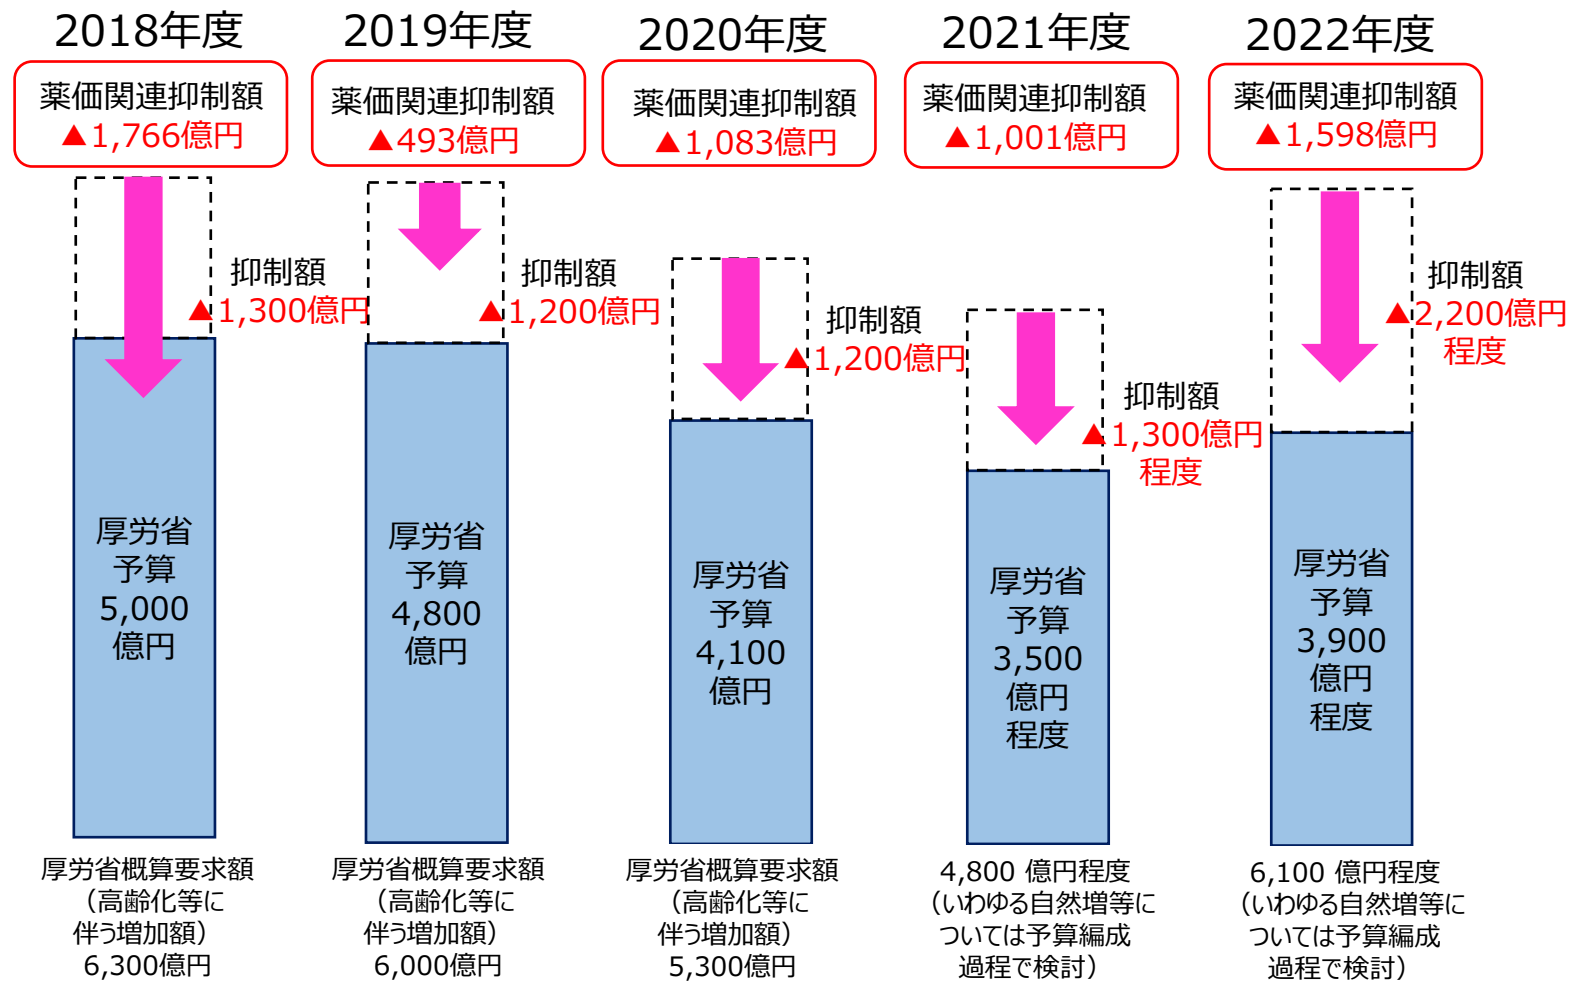 2018年度
薬価関連抑制額
▲1,766億円
抑制額
▲1,300億円
厚労省
予算
5,000
億円
厚労省概算要求額
（高齢化等に
伴う増加額）
6,300億円
2019年度
薬価関連抑制額
▲493億円
抑制額
▲1,200億円
厚労省
予算
4,800
億円
厚労省概算要求額
（高齢化等に
伴う増加額）
6,000億円
2020年度
薬価関連抑制額
▲1,083億円
抑制額
▲1,200億円
厚労省
予算
4,100
億円
厚労省概算要求額
（高齢化等に
伴う増加額）
5,300億円
2021年度
薬価関連抑制額
▲1,001億円
抑制額
▲1,300億円
程度
厚労省
予算
3,500
億円
程度
4,800 億円程度
（いわゆる自然増等に
ついては予算編成
過程で検討）
2022年度
薬価関連抑制額
▲1,598億円
抑制額
▲2,200億円
程度
厚労省
予算
3,900
億円
程度
6,100 億円程度
（いわゆる自然増等に
ついては予算編成
過程で検討）